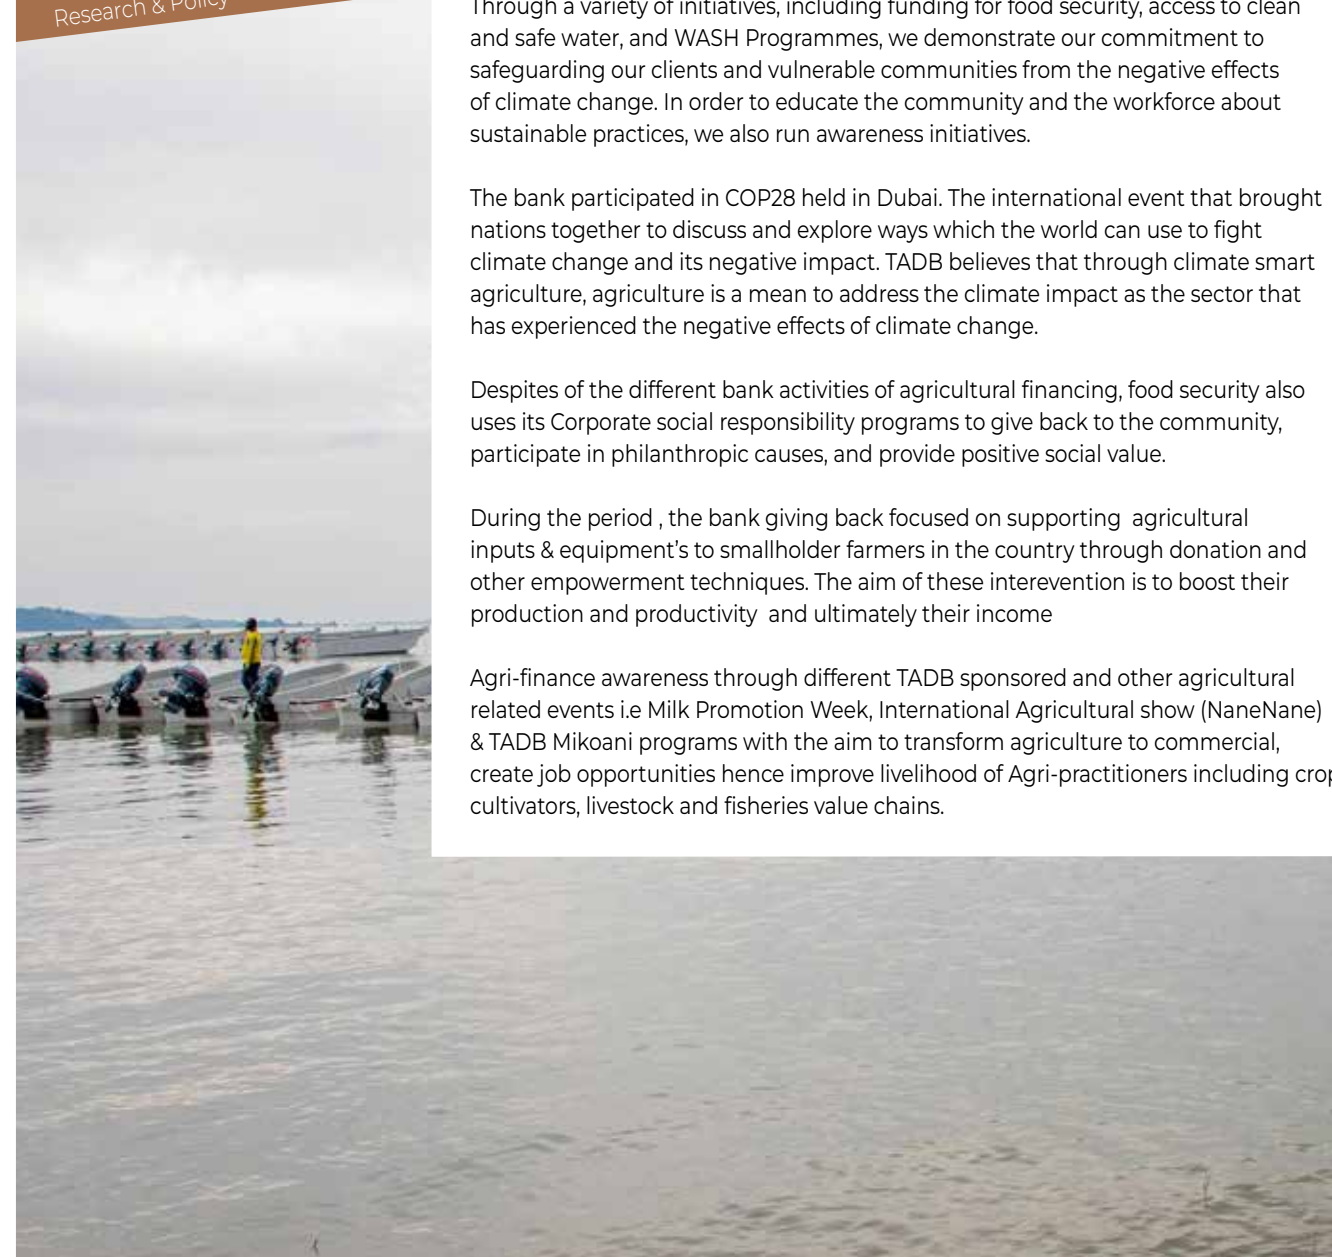 Research & Policy
Through a variety of initiatives, including funding for food security, access to clean
and safe water, and WASH Programmes, we demonstrate our commitment to
safeguarding our clients and vulnerable communities from the negative effects
of climate change. In order to educate the community and the workforce about
sustainable practices, we also run awareness initiatives.
The bank participated in COP28 held in Dubai. The international event that brought
nations together to discuss and explore ways which the world can use to fight
climate change and its negative impact. TADB believes that through climate smart
agriculture, agriculture is a mean to address the climate impact as the sector that
has experienced the negative effects of climate change.
Despites of the different bank activities of agricultural financing, food security also
uses its Corporate social responsibility programs to give back to the community,
participate in philanthropic causes, and provide positive social value.
During the period , the bank giving back focused on supporting  agricultural
inputs & equipment’s to smallholder farmers in the country through donation and
other empowerment techniques. The aim of these interevention is to boost their
production and productivity  and ultimately their income
Agri-finance awareness through different TADB sponsored and other agricultural
related events i.e Milk Promotion Week, International Agricultural show (NaneNane)
& TADB Mikoani programs with the aim to transform agriculture to commercial,
create job opportunities hence improve livelihood of Agri-practitioners including crop
cultivators, livestock and fisheries value chains.